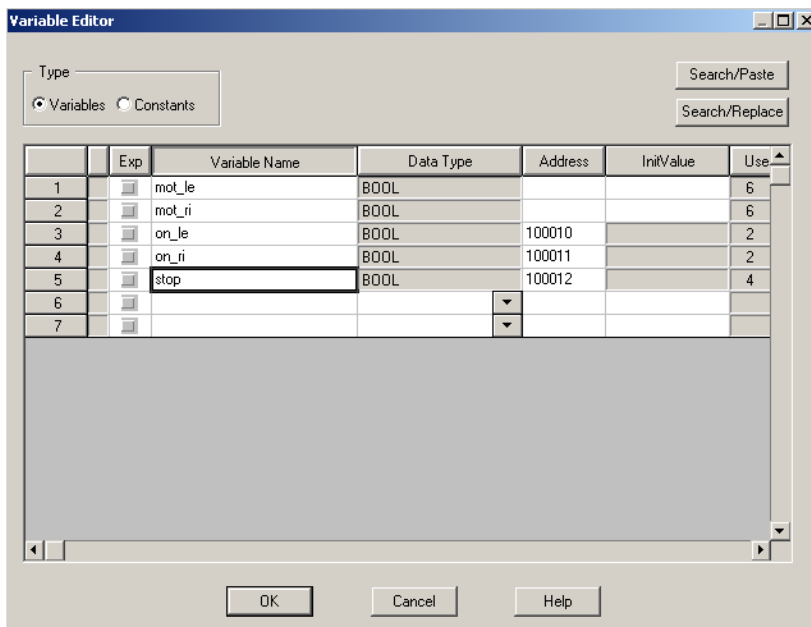 Variable Editor
Type
Variables Constants
Search/Paste
Search/Replace
Exp Variable Name Data Type Address InitValue Use
1 mot_le BOOL 6
2 mot_ri BOOL 6
3 on_le BOOL 100010 2
4 on_ri BOOL 100011 2
5 stop BOOL 100012 4
6
7
OK Cancel Help